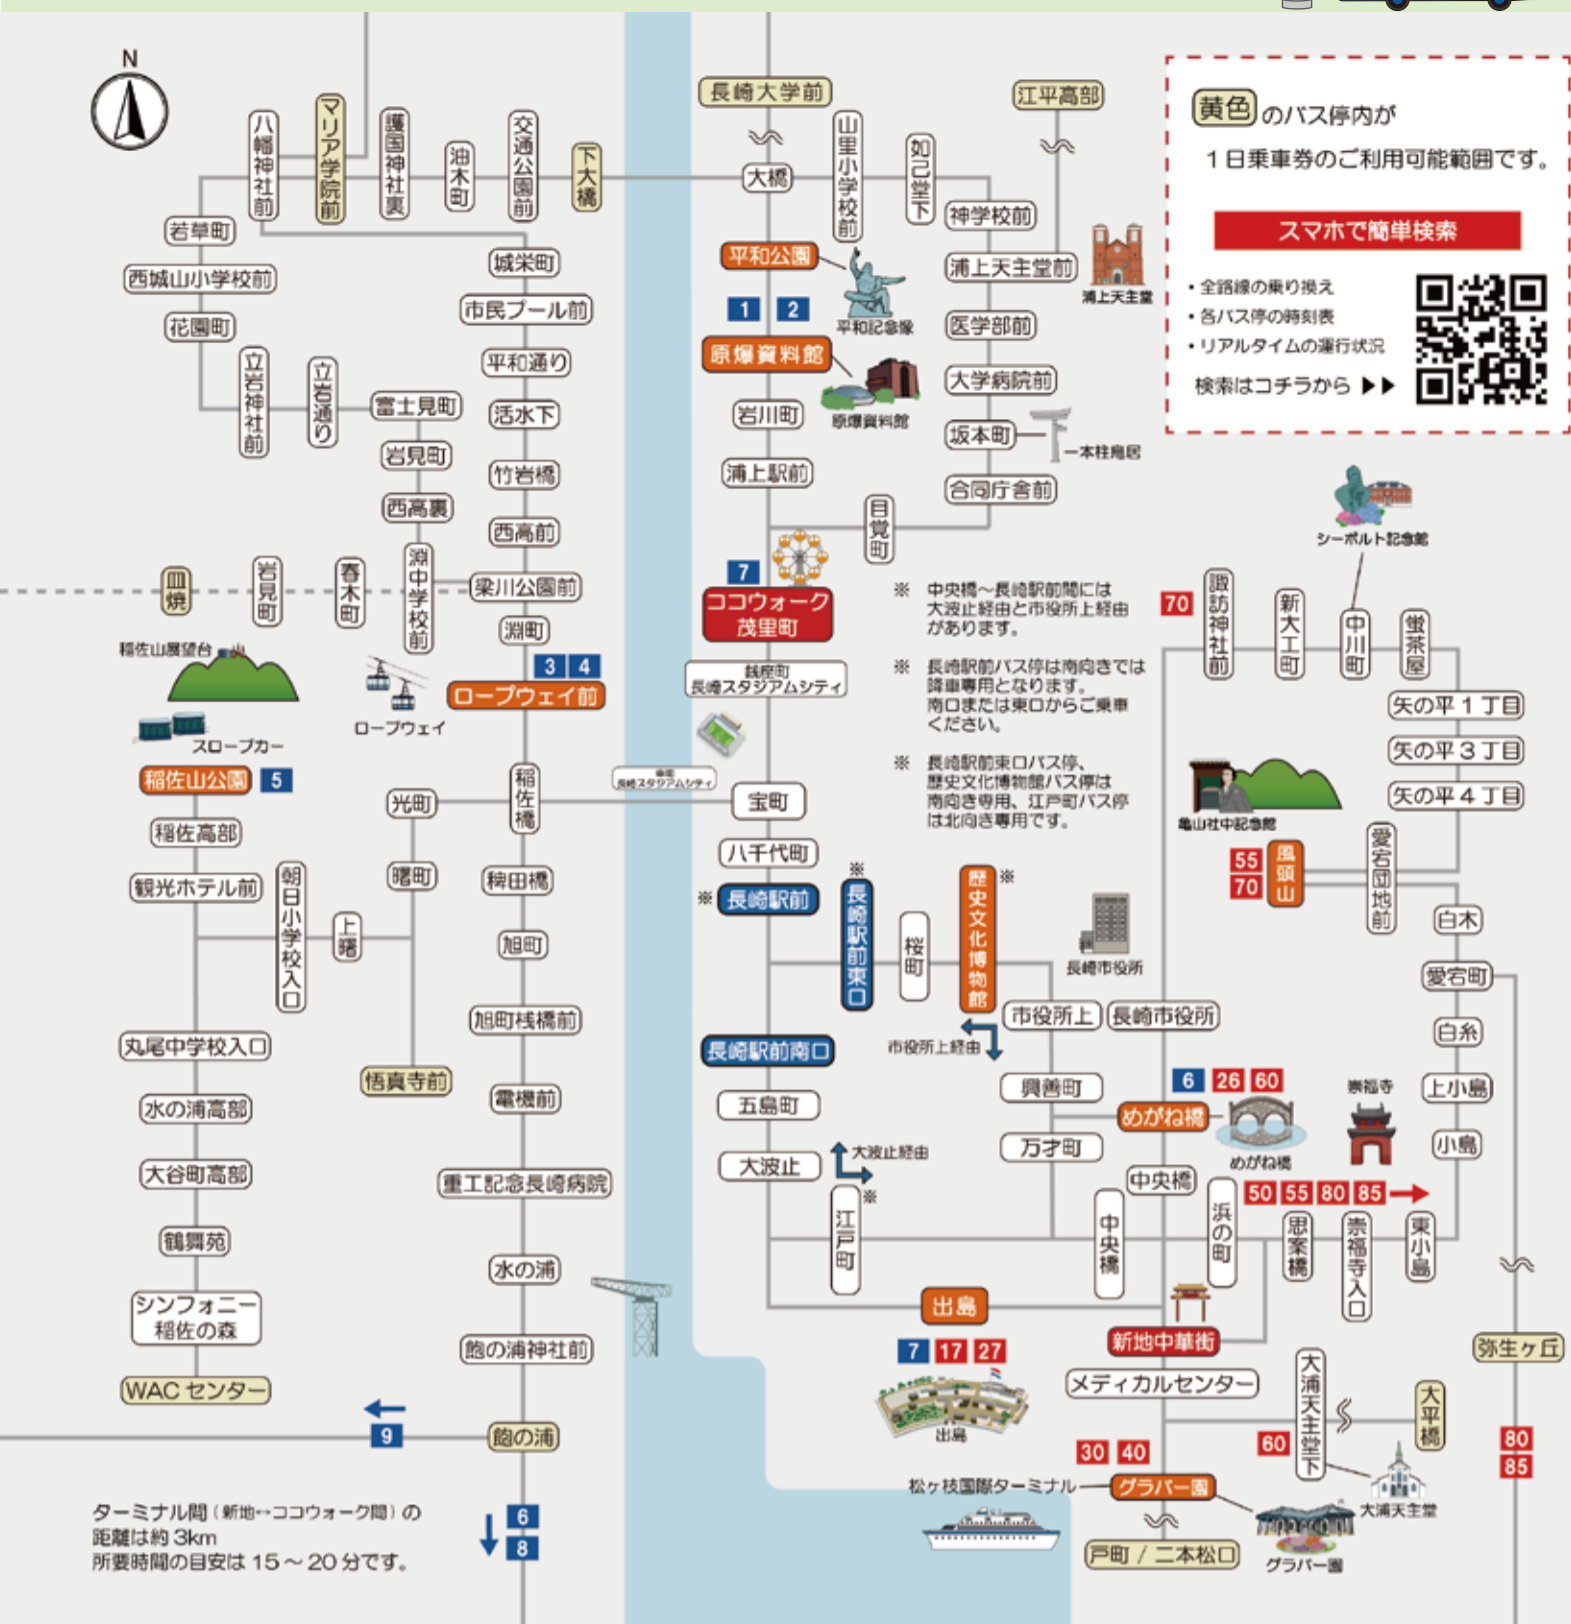 N
八幡神社前
マリア学院前
護国神社裏
油木町
交通公園前
下大橋
長崎大学前
大橋
山里小学校前
如己堂下
江平高部
神学校前
浦上天主堂前
浦上天主堂
医学部前
大学病院前
坂本町
一本柱鳥居
合同庁舎前
目覚町
黄色のバス停内が
1日乗車券のご利用可能範囲です。
スマホで簡単検索
・全路線の乗り換え
・各バス停の時刻表
・リアルタイムの運行状況
検索はコチラから ▶▶
若草町
西城山小学校前
花園町
立岩神社前
立岩通り
富士見町
岩見町
西高裏
淵中学校前
城栄町
市民プール前
平和通り
活水下
竹岩橋
西高前
梁川公園前
淵町
3 4
ロープウェイ前
皿焼
岩見町
春木町
稲佐山展望台
スロープカー
ロープウェイ
平和公園
平和記念像
1 2
原爆資料館
原爆資料館
岩川町
浦上駅前
7
ココウォーク
茂里町
銭座町
長崎スタジアムシティ
長崎スタジアムシティ
※ 中央橋～長崎駅前間には
大波止経由と市役所上経由
があります。
※ 長崎駅前バス停は南向きでは
降車専用となります。
南口または東口からご乗車
ください。
※ 長崎駅前東口バス停、
歴史文化博物館バス停は
南向き専用、江戸町バス停
は北向き専用です。
シーボルト記念館
70
諏訪神社前
新大工町
中川町
蛍茶屋
矢の平1丁目
矢の平3丁目
矢の平4丁目
亀山社中記念館
55
70
風頭山
愛宕団地前
白木
愛宕町
白糸
上小島
小島
稲佐山公園
5
稲佐高部
観光ホテル前
朝日小学校入口
上曙
光町
曙町
悟真寺前
丸尾中学校入口
水の浦高部
大谷町高部
鶴舞苑
シンフォニー
稲佐の森
WACセンター
稲佐橋
稗田橋
旭町
旭町桟橋前
電機前
重工記念長崎病院
水の浦
飽の浦神社前
飽の浦
9
6
8
宝町
八千代町
※
長崎駅前
※
長崎駅前東口
桜町
歴史文化博物館
※
長崎市役所
市役所上
長崎市役所
市役所上経由
長崎駅前南口
五島町
大波止
大波止経由
江戸町
※
興善町
万才町
6 26 60
めがね橋
めがね橋
崇福寺
中央橋
中央橋
浜の町
50 55 80 85
思案橋
崇福寺入口
東小島
出島
7 17 27
出島
新地中華街
メディカルセンター
大浦天主堂下
大平橋
60
大浦天主堂
弥生ヶ丘
80
85
30 40
松ヶ枝国際ターミナル
グラバー園
グラバー園
戸町/二本松口
ターミナル間(新地↔ココウォーク間)の
距離は約3km
所要時間の目安は15～20分です。